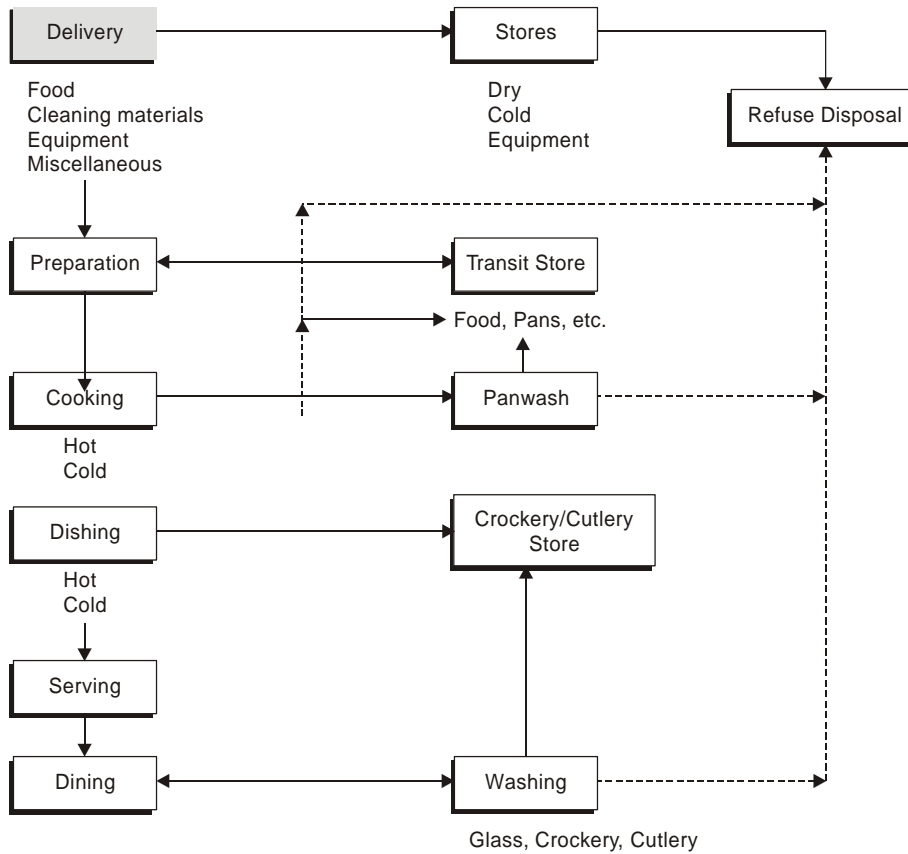 Delivery
Stores
Food
Cleaning materials
Equipment
Miscellaneous
Dry
Cold
Equipment
Refuse Disposal
Preparation
Transit Store
Food, Pans, etc.
Cooking
Panwash
Hot
Cold
Dishing
Crockery/Cutlery
Store
Hot
Cold
Serving
Dining
Washing
Glass, Crockery, Cutlery